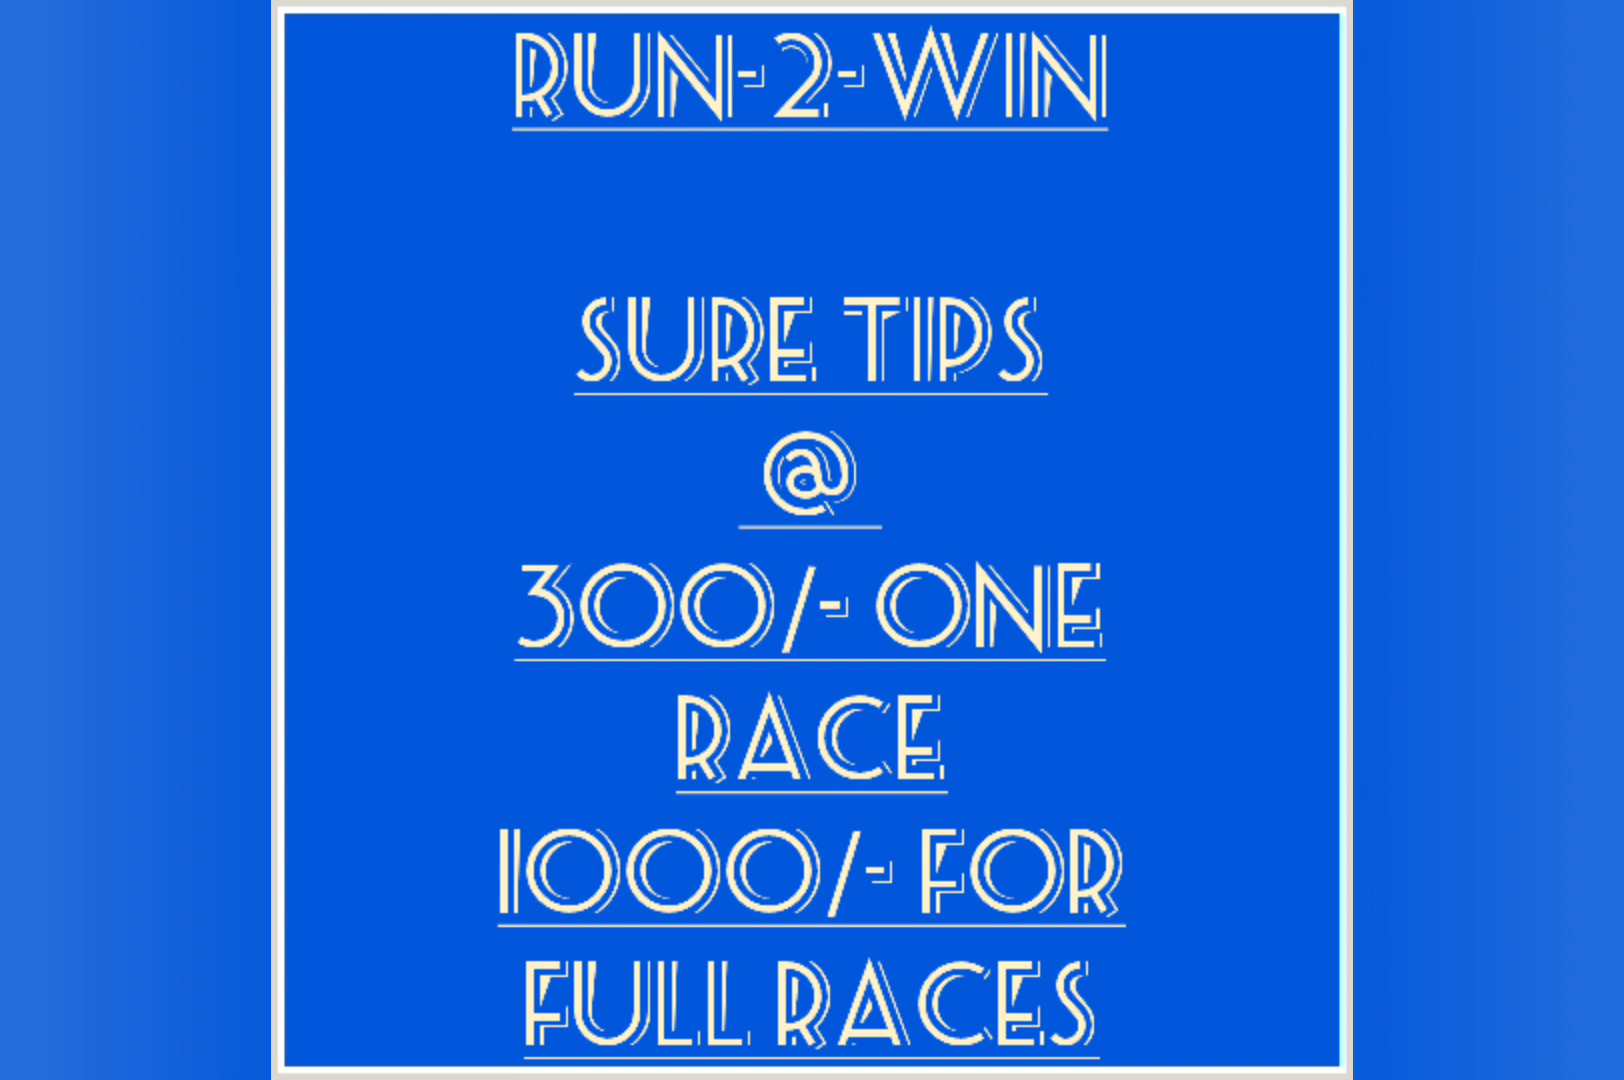 RUN-2-WIN
SURE TIPS
@
300/- ONE
RACE
1000/- FOR
FULL RACES